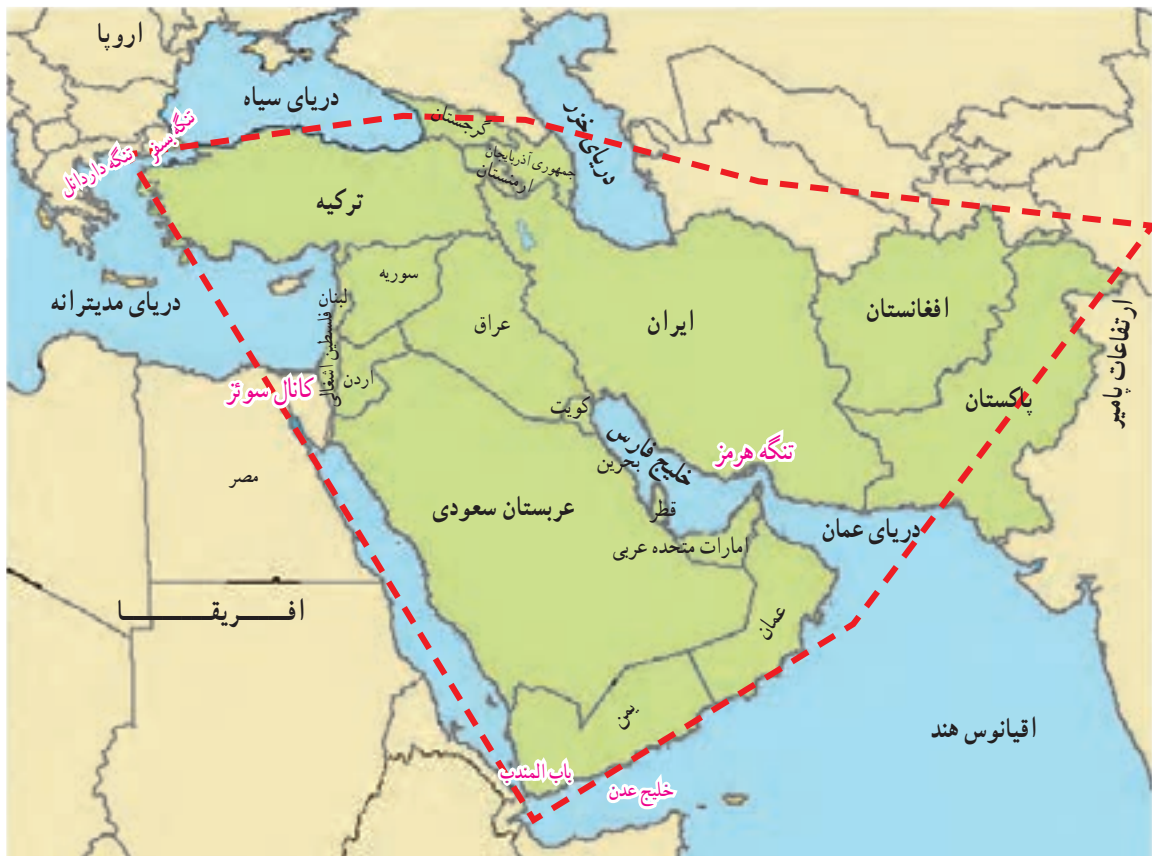 اروپا
دریای سیاه
دریای خزر
تنگه بسفر
تنگه داردانل
گرجستان
جمهوری آذربایجان
ارمنستان
ترکیه
سوریه
لبنان
فلسطین اشغالی
دریای مدیترانه
عراق
ایران
افغانستان
ارتفاعات پامیر
کانال سوئز
اردن
کویت
پاکستان
خلیج فارس
تنگه هرمز
بحرین
مصر
عربستان سعودی
قطر
دریای عمان
امارات متحده عربی
افـــریقـــــا
عمان
یمن
اقیانوس هند
باب المندب
خلیج عدن